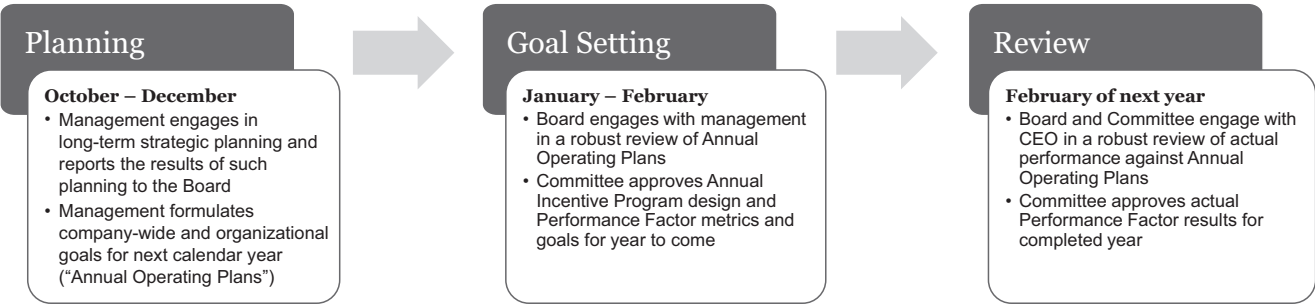 Planning
October – December
• Management engages in
long-term strategic planning and
reports the results of such
planning to the Board
• Management formulates
company-wide and organizational
goals for next calendar year
(“Annual Operating Plans”)
Goal Setting
January – February
• Board engages with management
in a robust review of Annual
Operating Plans
• Committee approves Annual
Incentive Program design and
Performance Factor metrics and
goals for year to come
Review
February of next year
• Board and Committee engage with
CEO in a robust review of actual
performance against Annual
Operating Plans
• Committee approves actual
Performance Factor results for
completed year